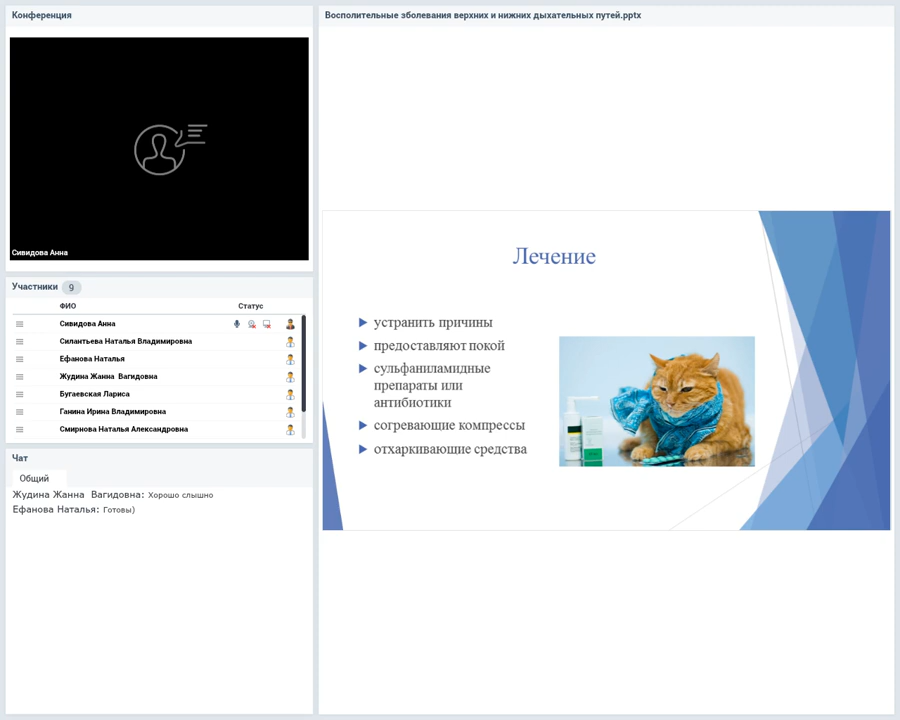 Конференция
Сивидова Анна
Участники 9
ФИО Статус
Сивидова Анна
Силантьева Наталья Владимировна
Ефанова Наталья
Жудина Жанна Вагидовна
Бугаевская Лариса
Ганина Ирина Владимировна
Смирнова Наталья Александровна
Чат
Общий
Жудина Жанна Вагидовна: Хорошо слышно
Ефанова Наталья: Готовы)
Восполительные зболевания верхних и нижних дыхательных путей.pptx
Лечение
устранить причины
предоставляют покой
сульфаниламидные
препараты или
антибиотики
согревающие компрессы
отхаркивающие средства